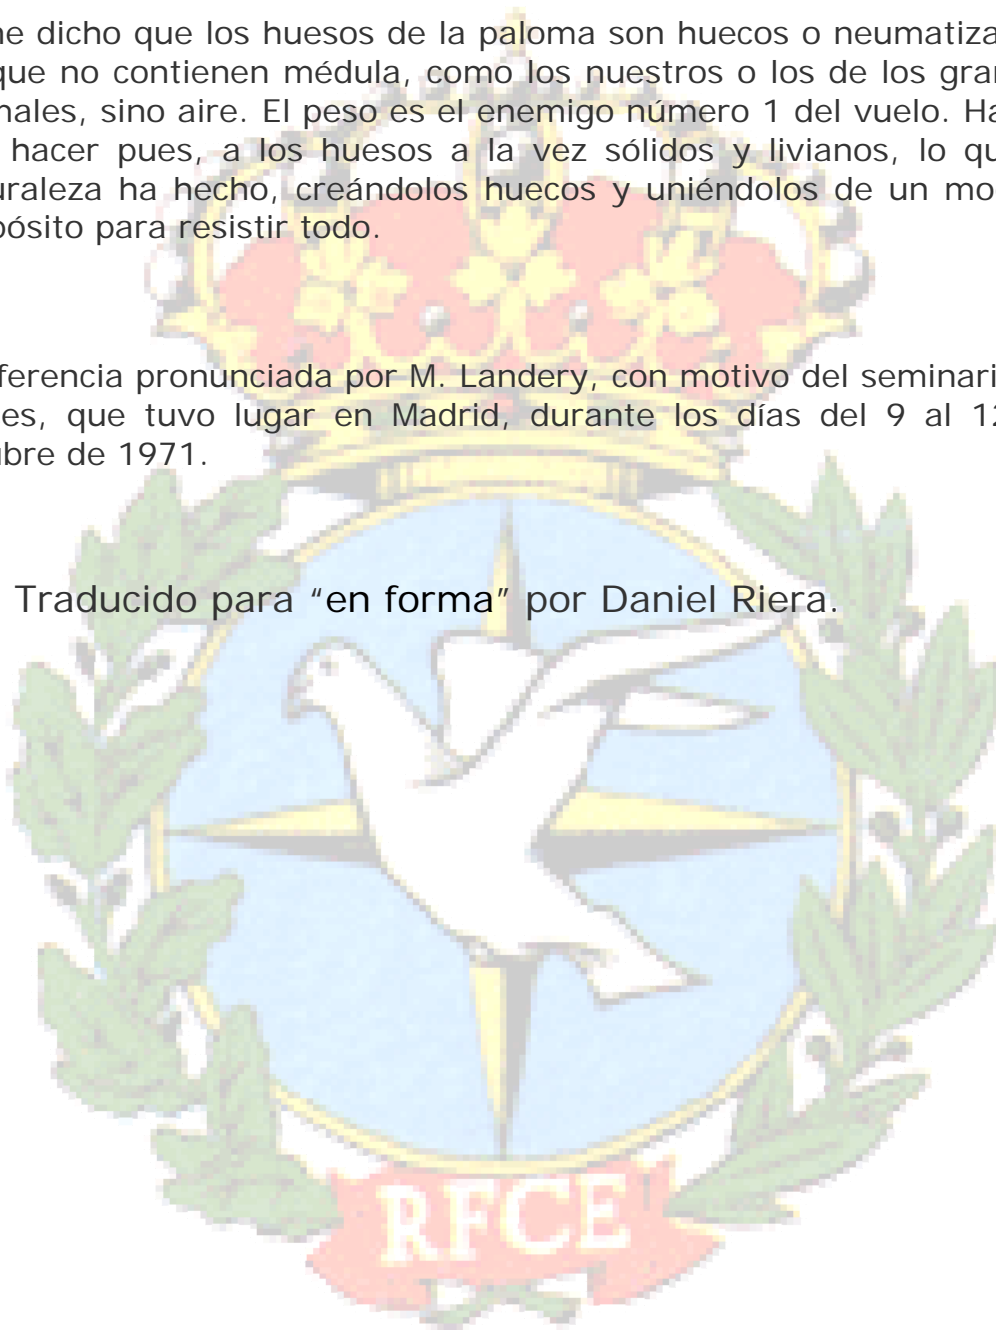 ne dicho que los huesos de la paloma son huecos o neumatiza
que no contienen médula, como los nuestros o los de los gran
nales, sino aire. El peso es el enemigo número 1 del vuelo. Ha
hacer pues, a los huesos a la vez sólidos y livianos, lo qu
uraleza ha hecho, creándolos huecos y uniéndolos de un mo
pósito para resistir todo.
ferencia pronunciada por M. Landery, con motivo del seminari
es, que tuvo lugar en Madrid, durante los días del 9 al 12
ubre de 1971.
Traducido para “en forma” por Daniel Riera.
RFCE